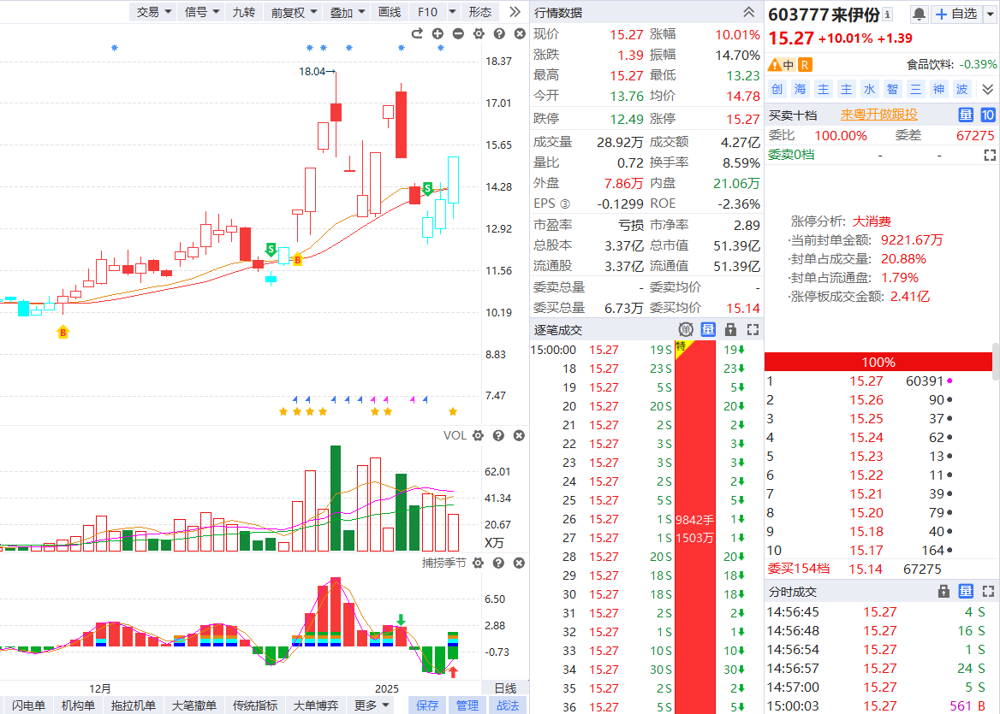 交易 信号 九转 前复权 叠加 画线 F10 形态
18.37
18.04→
17.01
15.65
14.28
12.92
11.56
10.19
8.83
7.47
S
S
B
B
VOL
62.01
41.34
20.67
X万
捕捞季节
6.50
2.88
-0.73
12月 2025 日线
闪电单 机构单 拖拉机单 大笔撤单 传统指标 大单博弈 更多 保存 管理 战法
行情数据
现价 15.27 涨幅 10.01%
涨跌 1.39 振幅 14.70%
最高 15.27 最低 13.23
今开 13.76 均价 14.78
跌停 12.49 涨停 15.27
成交量 28.92万 成交额 4.27亿
量比 0.72 换手率 8.59%
外盘 7.86万 内盘 21.06万
EPS ③ -0.1299 ROE -2.36%
市盈率 亏损 市净率 2.89
总股本 3.37亿 总市值 51.39亿
流通股 3.37亿 流通值 51.39亿
委卖总量 - 委卖均价 -
委买总量 6.73万 委买均价 15.14
逐笔成交 单 量
特
15:00:00 15.27 19 S 19
18 15.27 23 S 23
19 15.27 5 S 5
20 15.27 20 S 20
21 15.27 2 S 2
22 15.27 3 S 3
23 15.27 3 S 3
24 15.27 2 S 2
25 15.27 5 S 5
26 15.27 1 S 9842手 1
27 15.27 1 S 1503万 1
28 15.27 20 S 20
29 15.27 18 S 18
30 15.27 18 S 18
31 15.27 2 S 2
32 15.27 1 S 1
33 15.27 10 S 10
34 15.27 30 S 30
35 15.27 2 S 2
36 15.27 5 S 5
603777 来伊份 i + 自选
15.27 +10.01% +1.39
中 R 食品饮料: -0.39%
创 海 主 主 水 智 三 神 波
买卖十档 来粤开做跟投 量 10
委比 100.00% 委差 67275
委卖0档 - -
涨停分析: 大消费
·当前封单金额: 9221.67万
·封单占成交量: 20.88%
·封单占流通盘: 1.79%
·涨停板成交金额: 2.41亿
100%
1 15.27 60391
2 15.26 90
3 15.25 37
4 15.24 62
5 15.23 13
6 15.22 11
7 15.21 39
8 15.20 79
9 15.18 40
10 15.17 164
委买154档 15.14 67275
分时成交 量
14:56:45 15.27 4 S
14:56:48 15.27 16 S
14:56:54 15.27 1 S
14:56:57 15.27 24 S
14:57:00 15.27 5 S
15:00:03 15.27 561 B